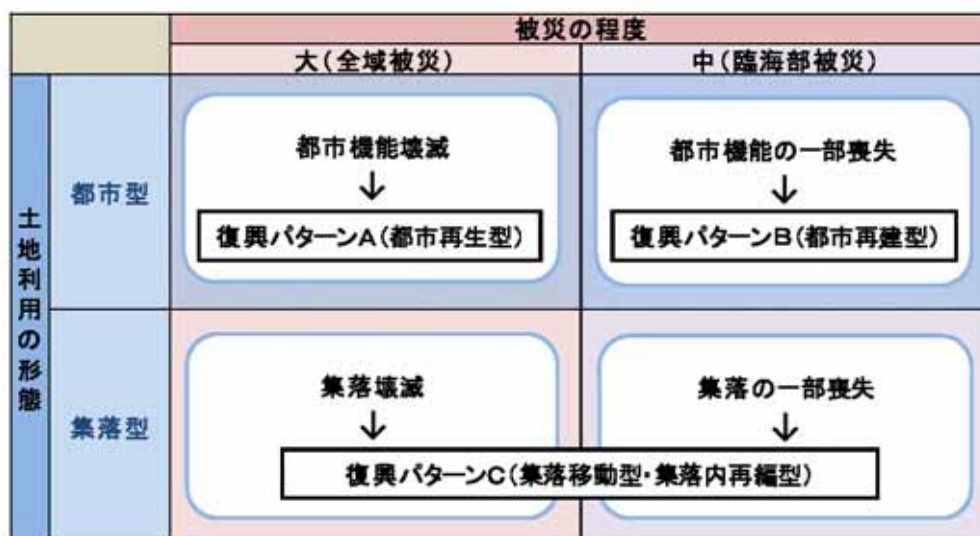 被災の程度
大(全域被災)
中(臨海部被災)
土地利用の形態
都市型
都市機能壊滅
↓
復興パターンA(都市再生型)
都市機能の一部喪失
↓
復興パターンB(都市再建型)
集落型
集落壊滅
↓
集落の一部喪失
↓
復興パターンC(集落移動型・集落内再編型)